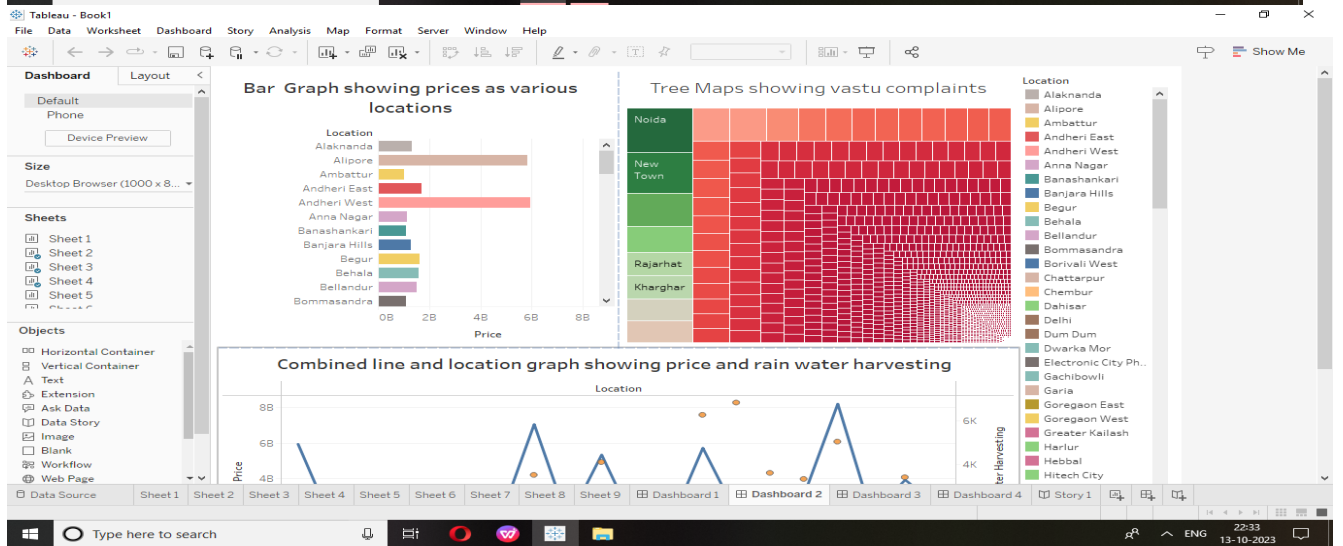 Tableau - Book1
File Data Worksheet Dashboard Story Analysis Map Format Server Window Help
Show Me
Dashboard Layout
Default
Phone
Device Preview
Size
Desktop Browser (1000 x 8...
Sheets
Sheet 1
Sheet 2
Sheet 3
Sheet 4
Sheet 5
Objects
Horizontal Container
Vertical Container
A Text
Extension
Ask Data
Data Story
Image
Blank
Workflow
Web Page
Bar Graph showing prices as various
locations
Location
Alaknanda
Alipore
Ambattur
Andheri East
Andheri West
Anna Nagar
Banashankari
Banjara Hills
Begur
Behala
Bellandur
Bommasandra
0B 2B 4B 6B 8B
Price
Tree Maps showing vastu complaints
Noida
New
Town
Rajarhat
Kharghar
Combined line and location graph showing price and rain water harvesting
Location
8B
6B
4B
Price
6K
4K
ter Harvesting
Location
Alaknanda
Alipore
Ambattur
Andheri East
Andheri West
Anna Nagar
Banashankari
Banjara Hills
Begur
Behala
Bellandur
Bommasandra
Borivali West
Chattarpur
Chembur
Dahisar
Delhi
Dum Dum
Dwarka Mor
Electronic City Ph..
Gachibowli
Garia
Goregaon East
Goregaon West
Greater Kailash
Harlur
Hebbal
Hitech City
Data Source Sheet 1 Sheet 2 Sheet 3 Sheet 4 Sheet 5 Sheet 6 Sheet 7 Sheet 8 Sheet 9 Dashboard 1 Dashboard 2 Dashboard 3 Dashboard 4 Story 1
Type here to search
ENG
22:33
13-10-2023